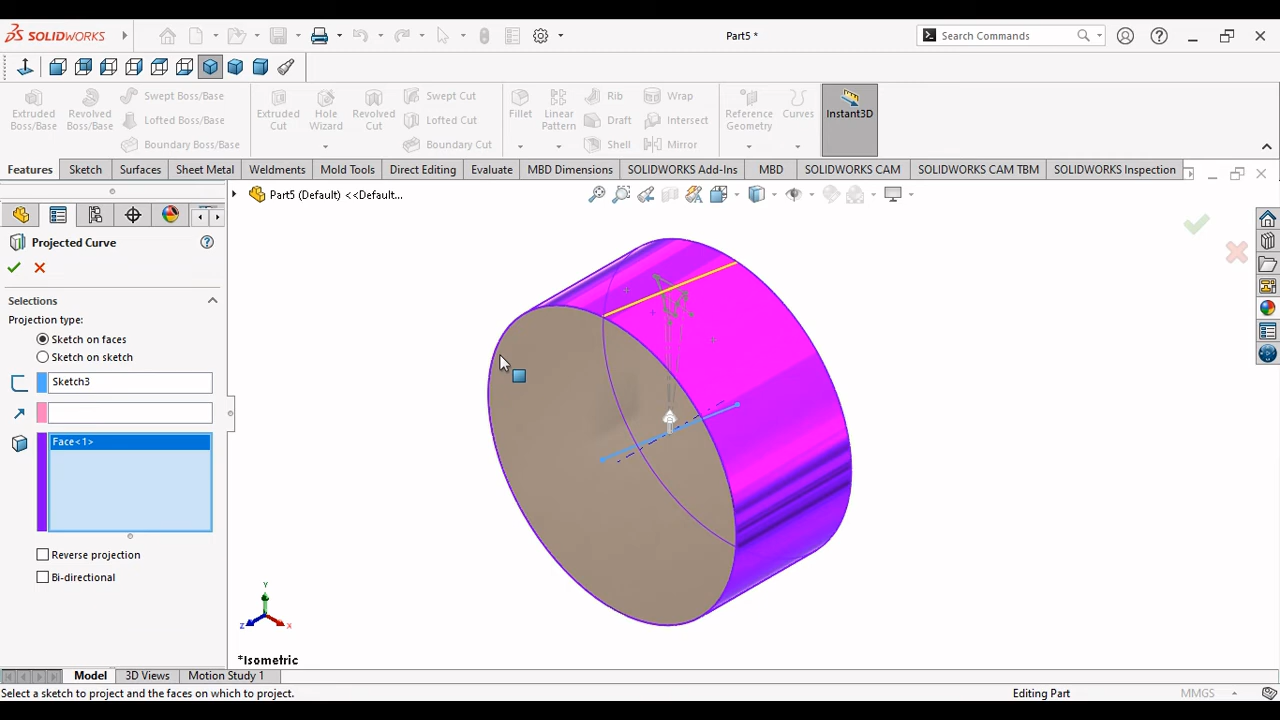 SOLIDWORKS
Part5 *
Search Commands
Extruded Boss/Base
Revolved Boss/Base
Swept Boss/Base
Lofted Boss/Base
Boundary Boss/Base
Extruded Cut
Hole Wizard
Revolved Cut
Swept Cut
Lofted Cut
Boundary Cut
Fillet
Linear Pattern
Rib
Draft
Shell
Wrap
Intersect
Mirror
Reference Geometry
Curves
Instant3D
Features Sketch Surfaces Sheet Metal Weldments Mold Tools Direct Editing Evaluate MBD Dimensions SOLIDWORKS Add-Ins MBD SOLIDWORKS CAM SOLIDWORKS CAM TBM SOLIDWORKS Inspection
Part5 (Default) <<Default...
Projected Curve
Selections
Projection type:
Sketch on faces
Sketch on sketch
Sketch3
Face<1>
Reverse projection
Bi-directional
Y
Z
X
*Isometric
Model 3D Views Motion Study 1
Select a sketch to project and the faces on which to project.
Editing Part
MMGS